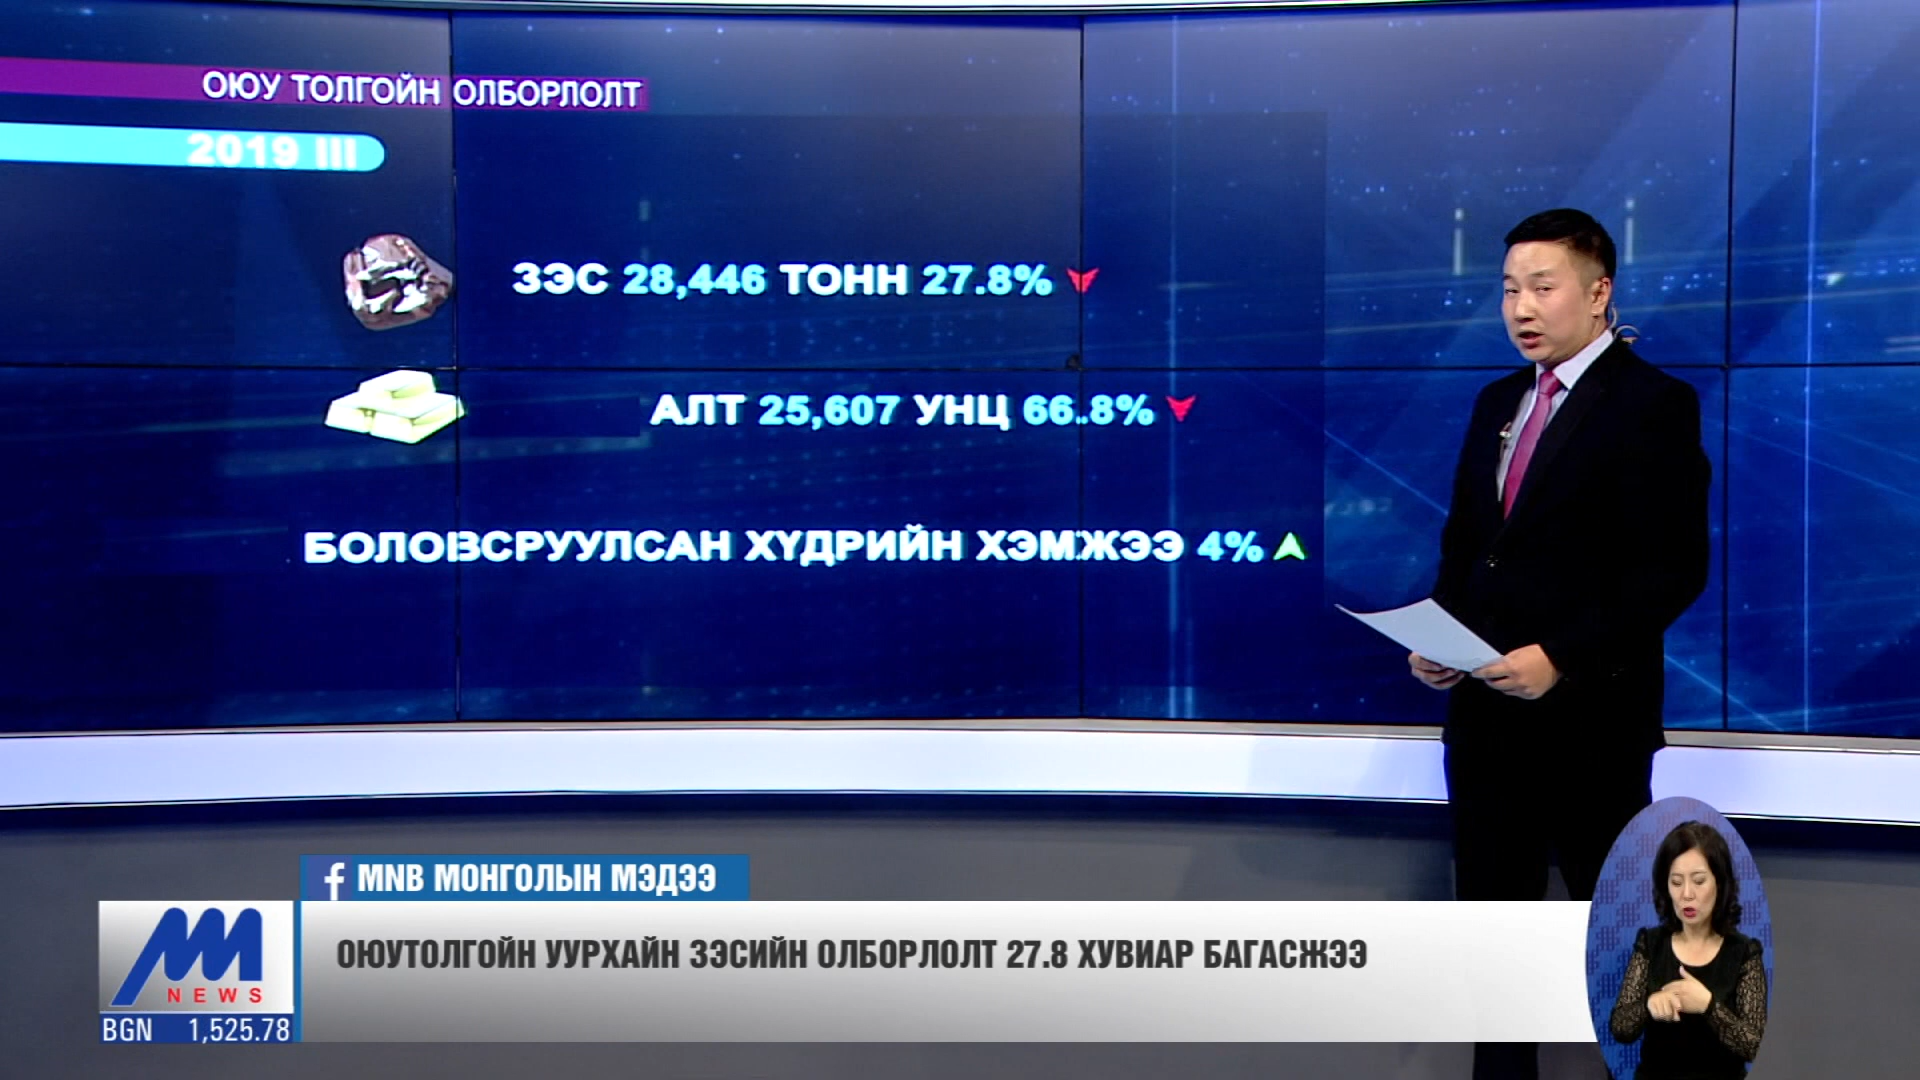 ОЮУ ТОЛГОЙН ОЛБОРЛОЛТ
2019 III
ЗЭС 28,446 ТОНН 27.8%
АЛТ 25,607 УНЦ 66.8%
БОЛОВСРУУЛСАН ХҮДРИЙН ХЭМЖЭЭ 4%
f MNB МОНГОЛЫН МЭДЭЭ
ОЮУТОЛГОЙН УУРХАЙН ЗЭСИЙН ОЛБОРЛОЛТ 27.8 ХУВИАР БАГАСЖЭЭ
NEWS
BGN 1,525.78